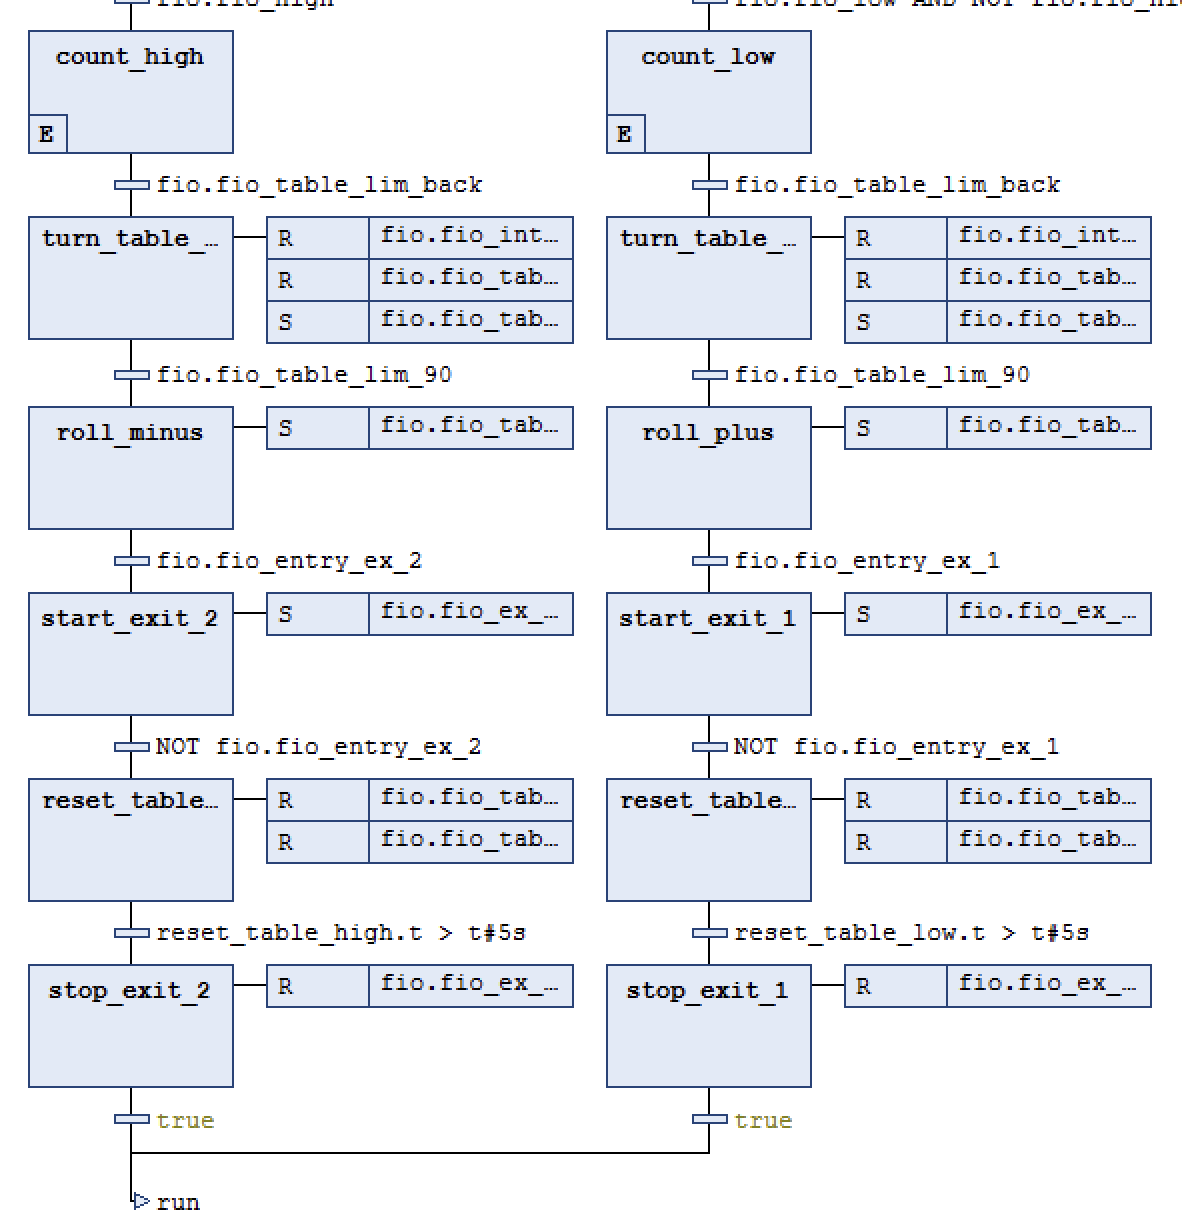 fio.fio_high
count_high
E
fio.fio_table_lim_back
turn_table_…
R fio.fio_int…
R fio.fio_tab…
S fio.fio_tab…
fio.fio_table_lim_90
roll_minus
S fio.fio_tab…
fio.fio_entry_ex_2
start_exit_2
S fio.fio_ex_…
NOT fio.fio_entry_ex_2
reset_table…
R fio.fio_tab…
R fio.fio_tab…
reset_table_high.t > t#5s
stop_exit_2
R fio.fio_ex_…
true
run
fio.fio_low AND NOT
count_low
E
fio.fio_table_lim_back
turn_table_…
R fio.fio_int…
R fio.fio_tab…
S fio.fio_tab…
fio.fio_table_lim_90
roll_plus
S fio.fio_tab…
fio.fio_entry_ex_1
start_exit_1
S fio.fio_ex_…
NOT fio.fio_entry_ex_1
reset_table…
R fio.fio_tab…
R fio.fio_tab…
reset_table_low.t > t#5s
stop_exit_1
R fio.fio_ex_…
true